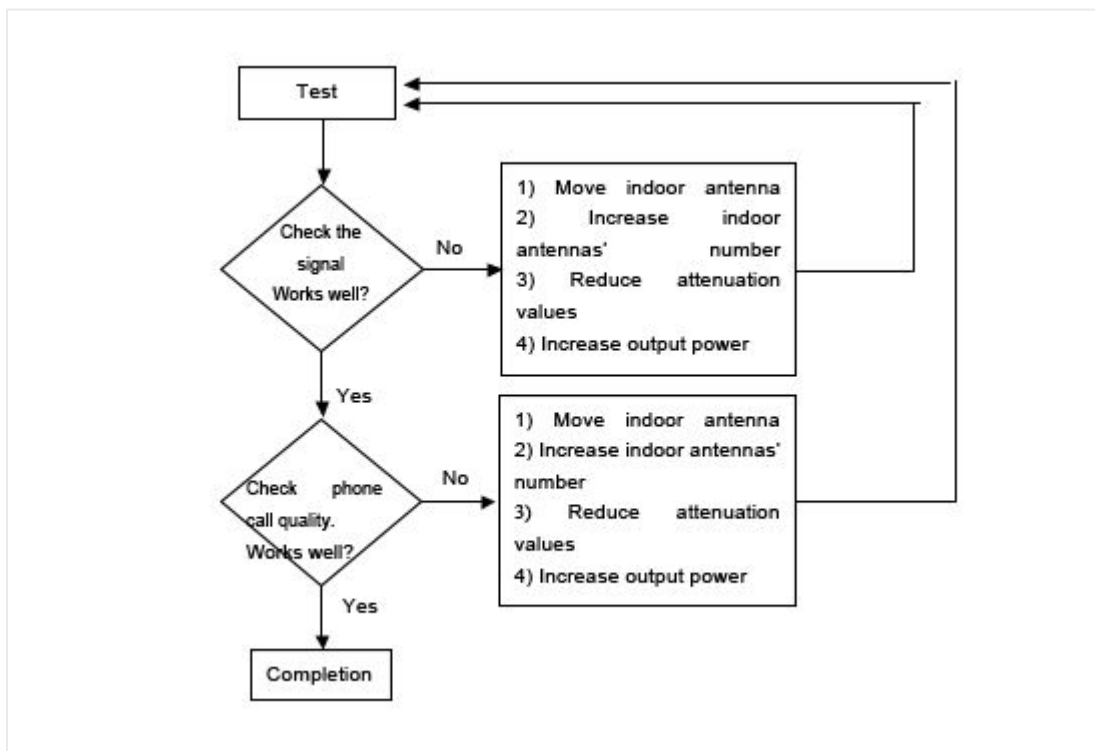 Test
Check the
signal
Works well?
No
1) Move indoor antenna
2) Increase indoor
antennas' number
3) Reduce attenuation
values
4) Increase output power
Yes
Check phone
call quality.
Works well?
No
1) Move indoor antenna
2) Increase indoor antennas'
number
3) Reduce attenuation
values
4) Increase output power
Yes
Completion